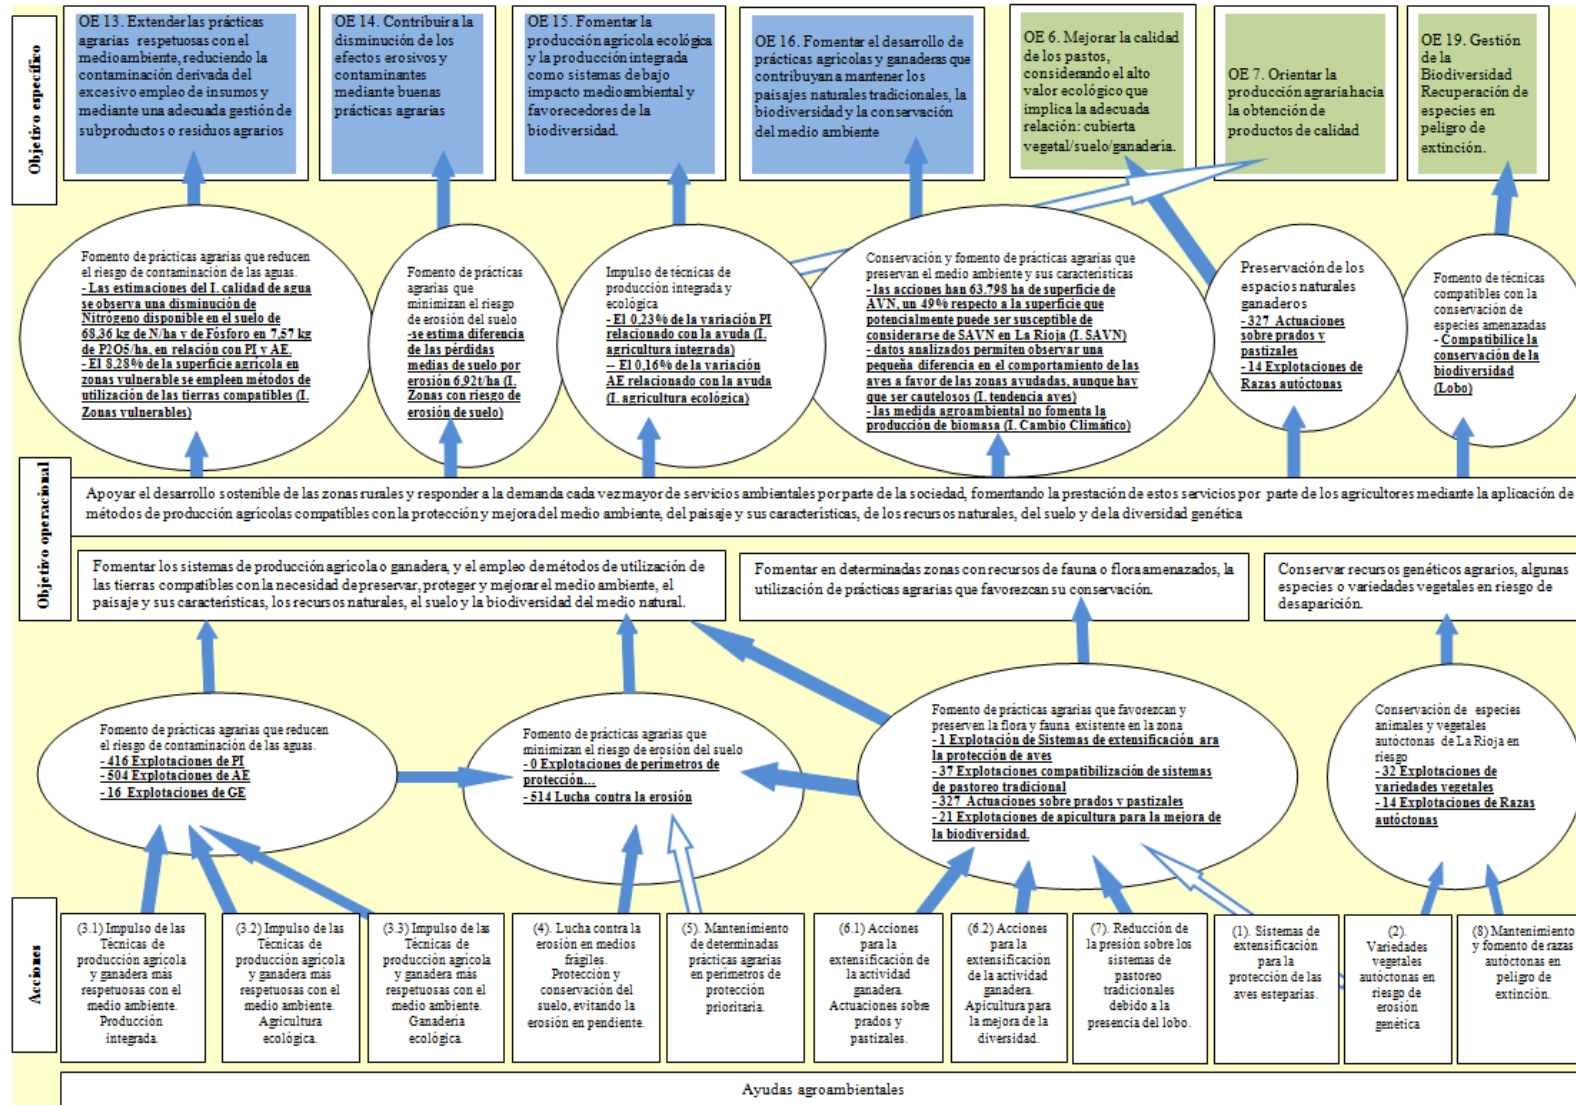 Objetivo específico
OE 13. Extender las prácticas
agrarias respetuosas con el
medioambiente, reduciendo la
contaminación derivada del
excesivo empleo de insumos y
mediante una adecuada gestión de
subproductos o residuos agrarios
OE 14. Contribuir a la
disminución de los
efectos erosivos y
contaminantes
mediante buenas
prácticas agrarias
OE 15. Fomentar la
producción agrícola ecológica
y la producción integrada
como sistemas de bajo
impacto medioambiental y
favorecedores de la
biodiversidad.
OE 16. Fomentar el desarrollo de
prácticas agrícolas y ganaderas que
contribuyan a mantener los
paisajes naturales tradicionales, la
biodiversidad y la conservación
del medio ambiente
OE 6. Mejorar la calidad
de los pastos,
considerando el alto
valor ecológico que
implica la adecuada
relación: cubierta
vegetal/suelo/ganadería.
OE 7. Orientar la
producción agraria hacia
la obtención de
productos de calidad
OE 19. Gestión
de la
Biodiversidad
Recuperación de
especies en
peligro de
extinción.
Fomento de prácticas agrarias que reducen
el riesgo de contaminación de las aguas.
- Las estimaciones del I. calidad de agua
se observa una disminución de
Nitrógeno disponible en el suelo de
68,36 kg de N/ha y de Fósforo en 7,57 kg
de P2O5/ha, en relación con PI y AE.
- El 8,28% de la superficie agrícola en
zonas vulnerable se empleen métodos de
utilización de las tierras compatibles (I.
Zonas vulnerables)
Fomento de prácticas
agrarias que
minimizan el riesgo
de erosión del suelo
-se estima diferencia
de las pérdidas
medias de suelo por
erosión 6,92t/ha (I.
Zonas con riesgo de
erosión de suelo)
Impulso de técnicas de
producción integrada y
ecológica
- El 0,23% de la variación PI
relacionado con la ayuda (I.
agricultura integrada)
-- El 0,16% de la variación
AE relacionado con la ayuda
(I. agricultura ecológica)
Conservación y fomento de prácticas agrarias que
preservan el medio ambiente y sus características
- las acciones han 63.798 ha de superficie de
AVN, un 49% respecto a la superficie que
potencialmente puede ser susceptible de
considerarse de SAVN en La Rioja (I. SAVN)
- datos analizados permiten observar una
pequeña diferencia en el comportamiento de las
aves a favor de las zonas ayudadas, aunque hay
que ser cautelosos (I. tendencia aves)
- las medida agroambiental no fomenta la
producción de biomasa (I. Cambio Climático)
Preservación de los
espacios naturales
ganaderos
- 327 Actuaciones
sobre prados y
pastizales
- 14 Explotaciones de
Razas autóctonas
Fomento de técnicas
compatibles con la
conservación de
especies amenazadas
- Compatibilice la
conservación de la
biodiversidad
(Lobo)
Objetivo operacional
Apoyar el desarrollo sostenible de las zonas rurales y responder a la demanda cada vez mayor de servicios ambientales por parte de la sociedad, fomentando la prestación de estos servicios por parte de los agricultores mediante la aplicación de
métodos de producción agrícolas compatibles con la protección y mejora del medio ambiente, del paisaje y sus características, de los recursos naturales, del suelo y de la diversidad genética
Fomentar los sistemas de producción agrícola o ganadera, y el empleo de métodos de utilización de
las tierras compatibles con la necesidad de preservar, proteger y mejorar el medio ambiente, el
paisaje y sus características, los recursos naturales, el suelo y la biodiversidad del medio natural.
Fomentar en determinadas zonas con recursos de fauna o flora amenazados, la
utilización de prácticas agrarias que favorezcan su conservación.
Conservar recursos genéticos agrarios, algunas
especies o variedades vegetales en riesgo de
desaparición.
Fomento de prácticas agrarias que reducen
el riesgo de contaminación de las aguas.
- 416 Explotaciones de PI
- 504 Explotaciones de AE
- 16 Explotaciones de GE
Fomento de prácticas agrarias que
minimizan el riesgo de erosión del suelo
- 0 Explotaciones de perímetros de
protección...
- 514 Lucha contra la erosión
Fomento de prácticas agrarias que favorezcan y
preserven la flora y fauna existente en la zona
- 1 Explotación de Sistemas de extensificación ara
la protección de aves
- 37 Explotaciones compatibilización de sistemas
de pastoreo tradicional
- 327 Actuaciones sobre prados y pastizales
- 21 Explotaciones de apicultura para la mejora de
la biodiversidad.
Conservación de especies
animales y vegetales
autóctonas de La Rioja en
riesgo
- 32 Explotaciones de
variedades vegetales
- 14 Explotaciones de Razas
autóctonas
Acciones
(3.1) Impulso de las
Técnicas de
producción agrícola
y ganadera más
respetuosas con el
medio ambiente.
Producción
integrada.
(3.2) Impulso de las
Técnicas de
producción agrícola
y ganadera más
respetuosas con el
medio ambiente.
Agricultura
ecológica.
(3.3) Impulso de las
Técnicas de
producción agrícola
y ganadera más
respetuosas con el
medio ambiente.
Ganadería
ecológica.
(4). Lucha contra la
erosión en medios
frágiles.
Protección y
conservación del
suelo, evitando la
erosión en pendiente.
(5). Mantenimiento
de determinadas
prácticas agrarias
en perímetros de
protección
prioritaria.
(6.1) Acciones
para la
extensificación de
la actividad
ganadera.
Actuaciones sobre
prados y
pastizales.
(6.2) Acciones
para la
extensificación
de la actividad
ganadera.
Apicultura para
la mejora de la
diversidad.
(7). Reducción de
la presión sobre los
sistemas de
pastoreo
tradicionales
debido a la
presencia del lobo.
(1). Sistemas de
extensificación
para la
protección de las
aves esteparias.
(2).
Variedades
vegetales
autóctonas en
riesgo de
erosión
genética
(8) Mantenimiento
y fomento de razas
autóctonas en
peligro de
extinción.
Ayudas agroambientales